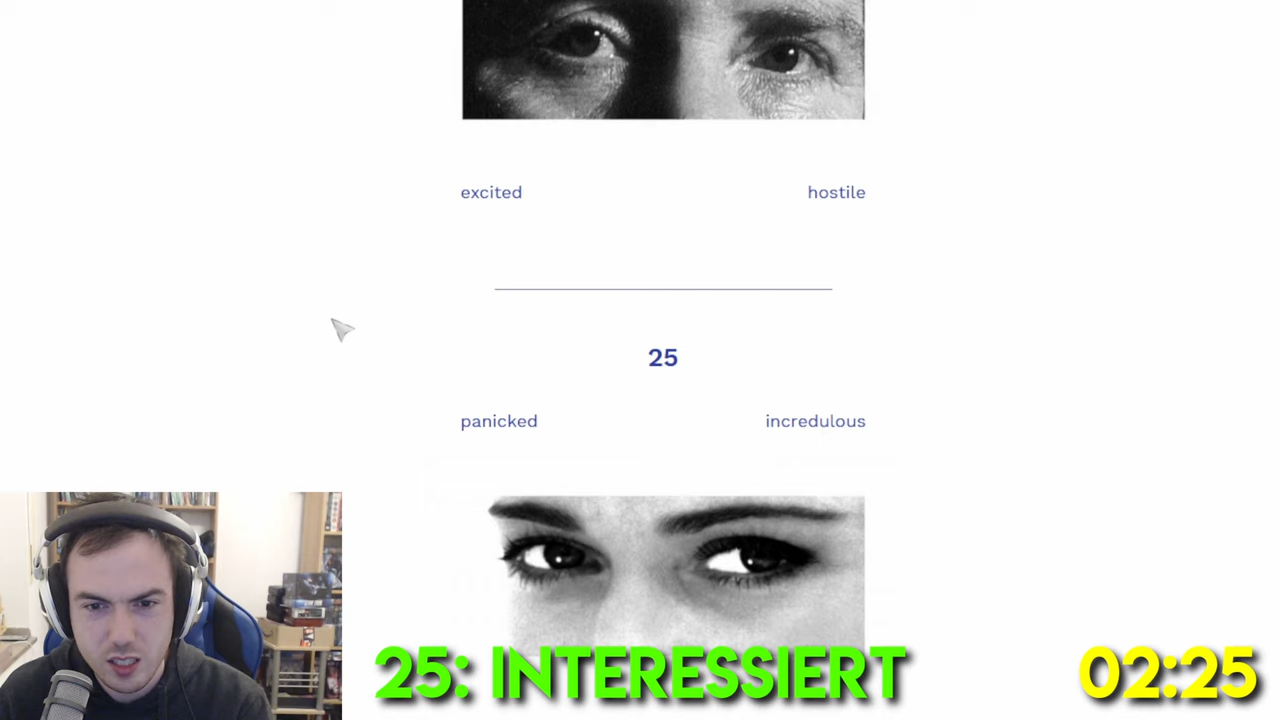 excited hostile
25
panicked incredulous
25: INTERESSIERT
02:25